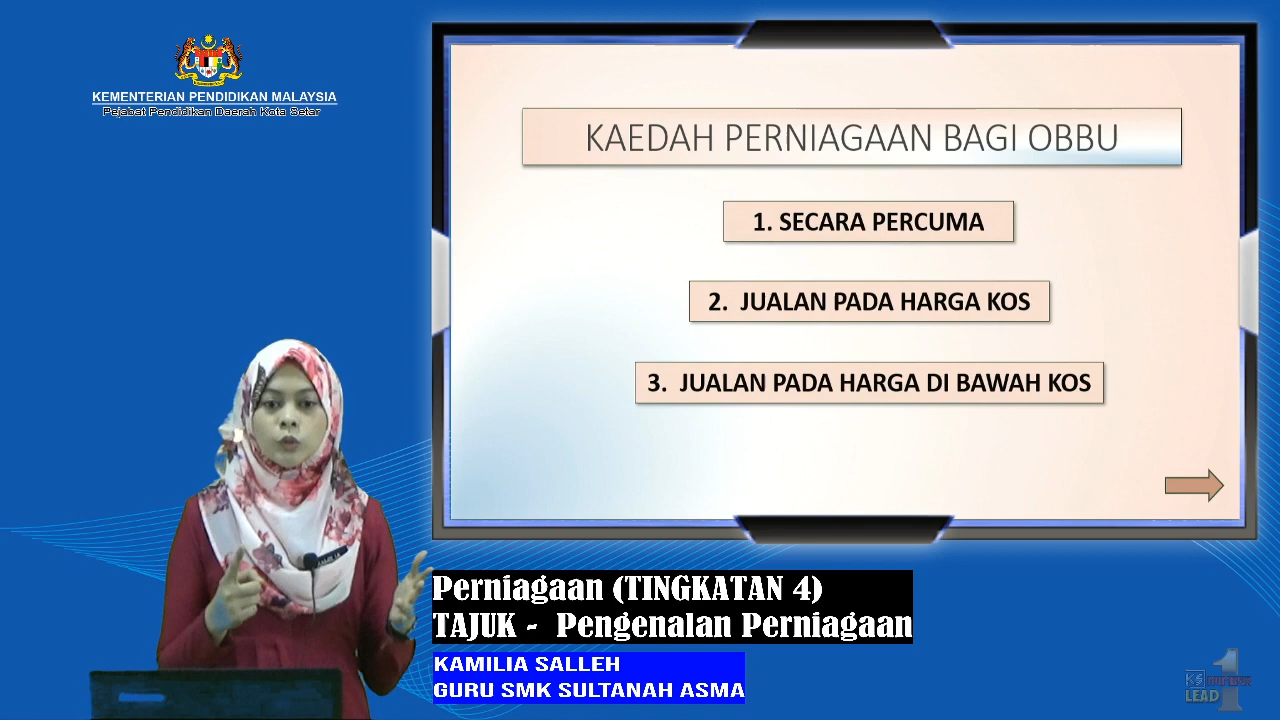 KEMENTERIAN PENDIDIKAN MALAYSIA
Pejabat Pendidikan Daerah Kota Setar
KAEDAH PERNIAGAAN BAGI OBBU
1. SECARA PERCUMA
2. JUALAN PADA HARGA KOS
3. JUALAN PADA HARGA DI BAWAH KOS
Perniagaan (TINGKATAN 4)
TAJUK - Pengenalan Perniagaan
KAMILIA SALLEH
GURU SMK SULTANAH ASMA
KS
LEAD
1